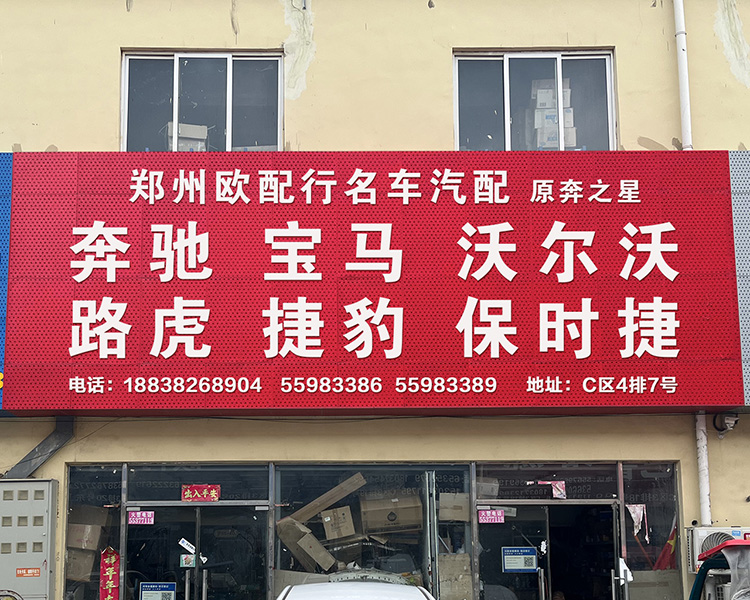 郑州欧配行名车汽配 原奔之星
奔驰 宝马 沃尔沃
路虎 捷豹 保时捷
电话：18838268904 55983386 55983389 地址：C区4排7号
出入平安